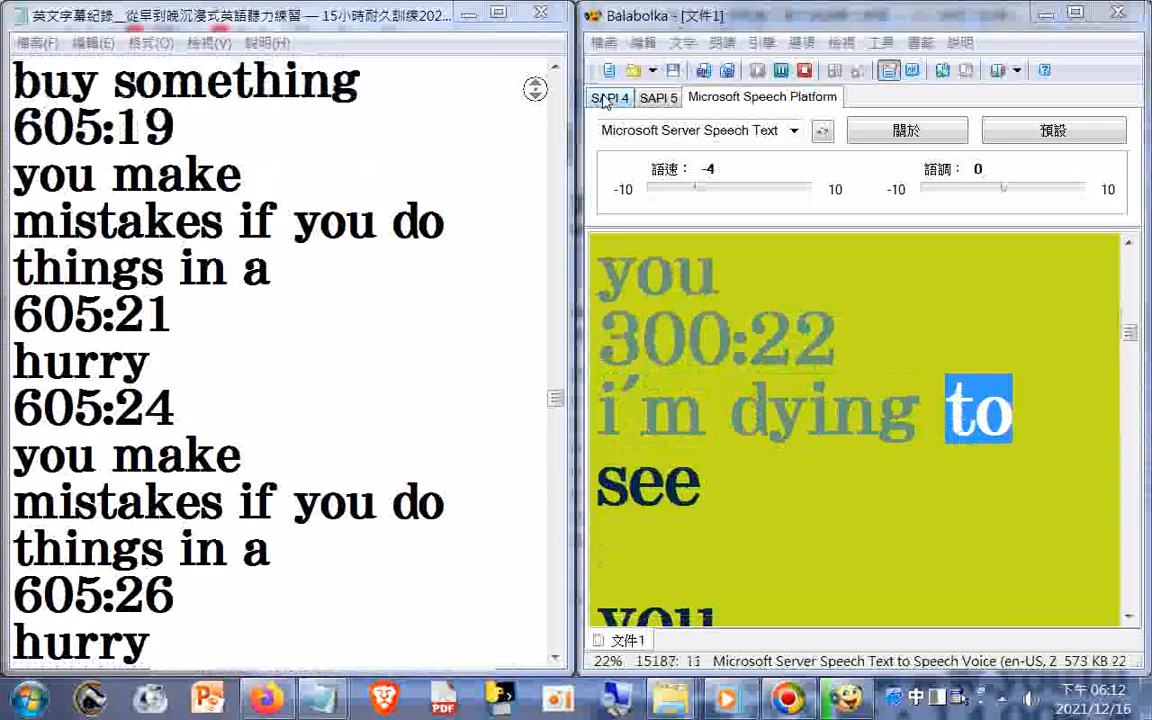 英文字幕紀錄__從早到晚沉浸式英語聽力練習 — 15小時耐久訓練202...
檔案(F) 編輯(E) 格式(O) 檢視(V) 說明(H)
buy something
605:19
you make
mistakes if you do
things in a
605:21
hurry
605:24
you make
mistakes if you do
things in a
605:26
hurry
Balabolka - [文件1]
檔案 編輯 文字 朗讀 引擎 選項 檢視 工具 書籤 說明
SAPI 4 SAPI 5 Microsoft Speech Platform
Microsoft Server Speech Text 關於 預設
語速： -4 語調： 0
-10 10 -10 10
you
300:22
i´m dying to
see
you
文件1
22% 15187: 11 Microsoft Server Speech Text to Speech Voice (en-US, Z 573 KB 22
PDF 中 下午 06:12
2021/12/16